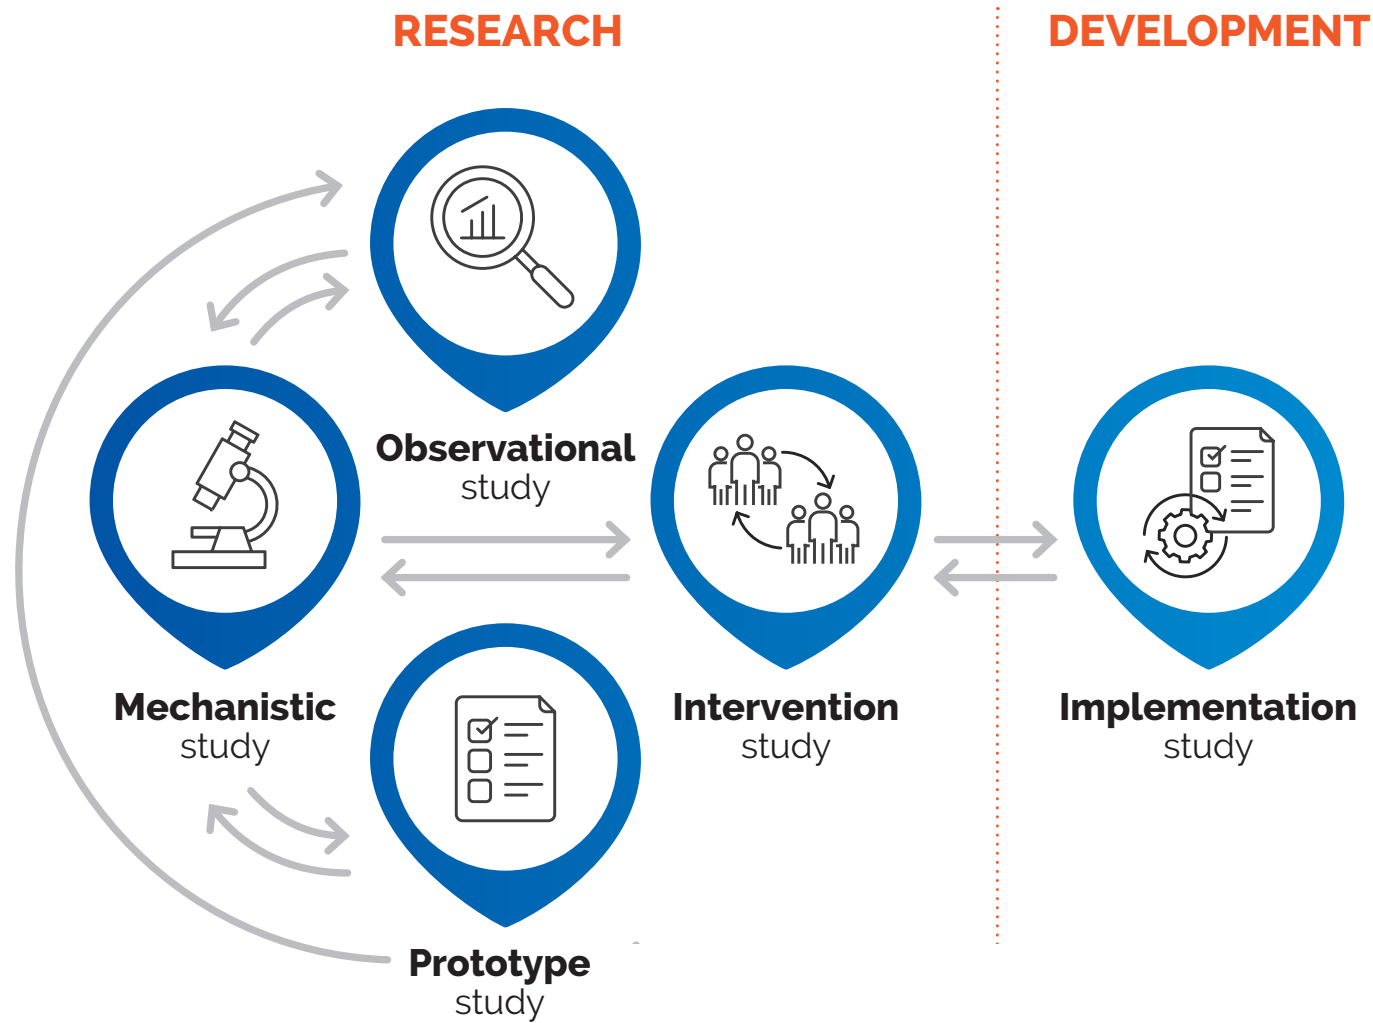 RESEARCH
DEVELOPMENT
Observational
study
Mechanistic
study
Intervention
study
Implementation
study
Prototype
study